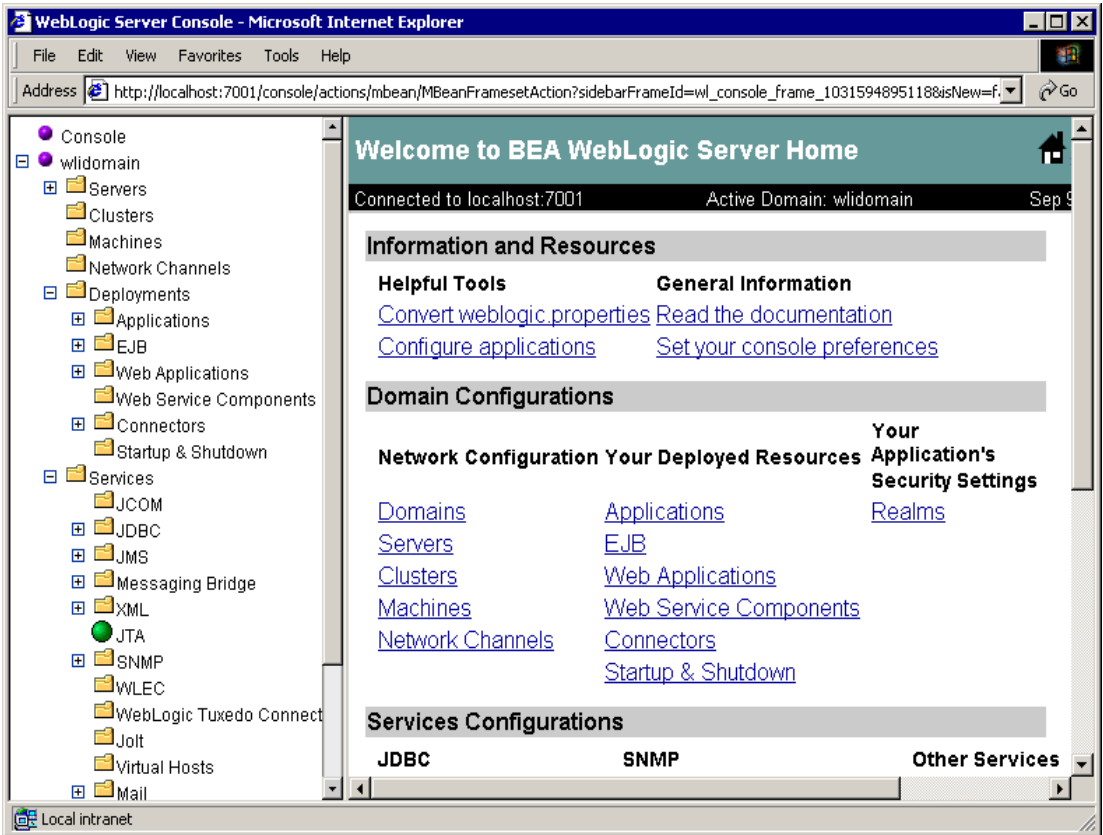 WebLogic Server Console - Microsoft Internet Explorer
File Edit View Favorites Tools Help
Address http://localhost:7001/console/actions/mbean/MBeanFramesetAction?sidebarFrameId=wl_console_frame_1031594895118&isNew=f Go
Console
wlidomain
Servers
Clusters
Machines
Network Channels
Deployments
Applications
EJB
Web Applications
Web Service Components
Connectors
Startup & Shutdown
Services
JCOM
JDBC
JMS
Messaging Bridge
XML
JTA
SNMP
WLEC
WebLogic Tuxedo Connect
Jolt
Virtual Hosts
Mail
Welcome to BEA WebLogic Server Home
Connected to localhost:7001 Active Domain: wlidomain Sep 9
Information and Resources
Helpful Tools General Information
Convert weblogic.properties Read the documentation
Configure applications Set your console preferences
Domain Configurations
Network Configuration Your Deployed Resources Your Application's Security Settings
Domains Applications Realms
Servers EJB
Clusters Web Applications
Machines Web Service Components
Network Channels Connectors
Startup & Shutdown
Services Configurations
JDBC SNMP Other Services
Local intranet